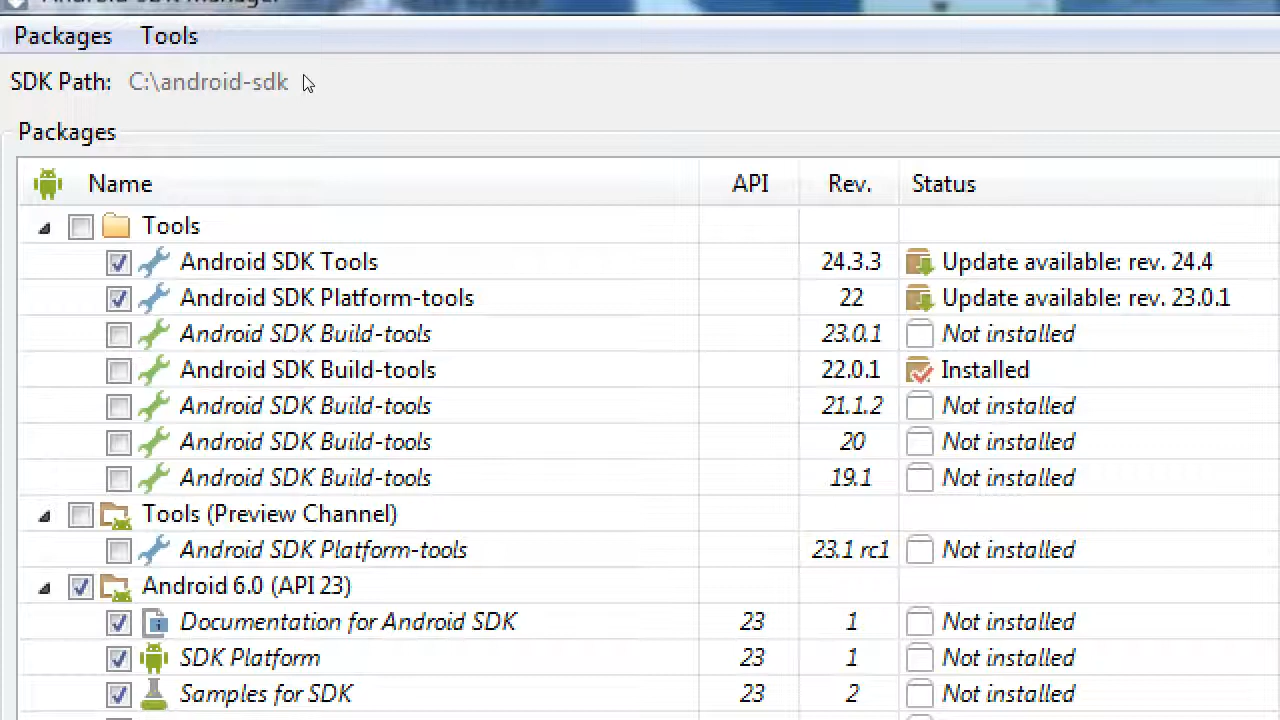 Android SDK Manager
Packages Tools
SDK Path: C:\android-sdk
Packages
Name API Rev. Status
Tools
Android SDK Tools 24.3.3 Update available: rev. 24.4
Android SDK Platform-tools 22 Update available: rev. 23.0.1
Android SDK Build-tools 23.0.1 Not installed
Android SDK Build-tools 22.0.1 Installed
Android SDK Build-tools 21.1.2 Not installed
Android SDK Build-tools 20 Not installed
Android SDK Build-tools 19.1 Not installed
Tools (Preview Channel)
Android SDK Platform-tools 23.1 rc1 Not installed
Android 6.0 (API 23)
Documentation for Android SDK 23 1 Not installed
SDK Platform 23 1 Not installed
Samples for SDK 23 2 Not installed